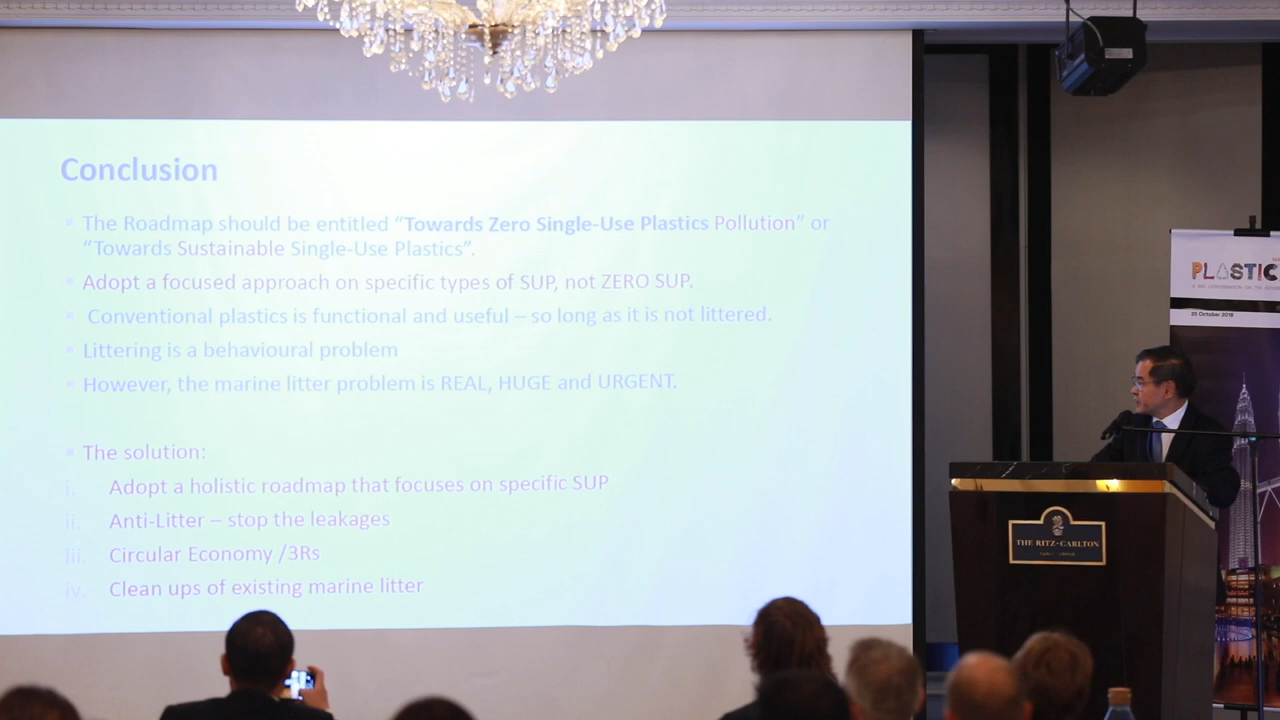 Conclusion
▪ The Roadmap should be entitled “Towards Zero Single-Use Plastics Pollution” or
“Towards Sustainable Single-Use Plastics”.
▪ Adopt a focused approach on specific types of SUP, not ZERO SUP.
▪ Conventional plastics is functional and useful – so long as it is not littered.
▪ Littering is a behavioural problem
▪ However, the marine litter problem is REAL, HUGE and URGENT.
▪ The solution:
i. Adopt a holistic roadmap that focuses on specific SUP
ii. Anti-Litter – stop the leakages
iii. Circular Economy /3Rs
iv. Clean ups of existing marine litter
PLASTIC
October 2018
THE RITZ-CARLTON